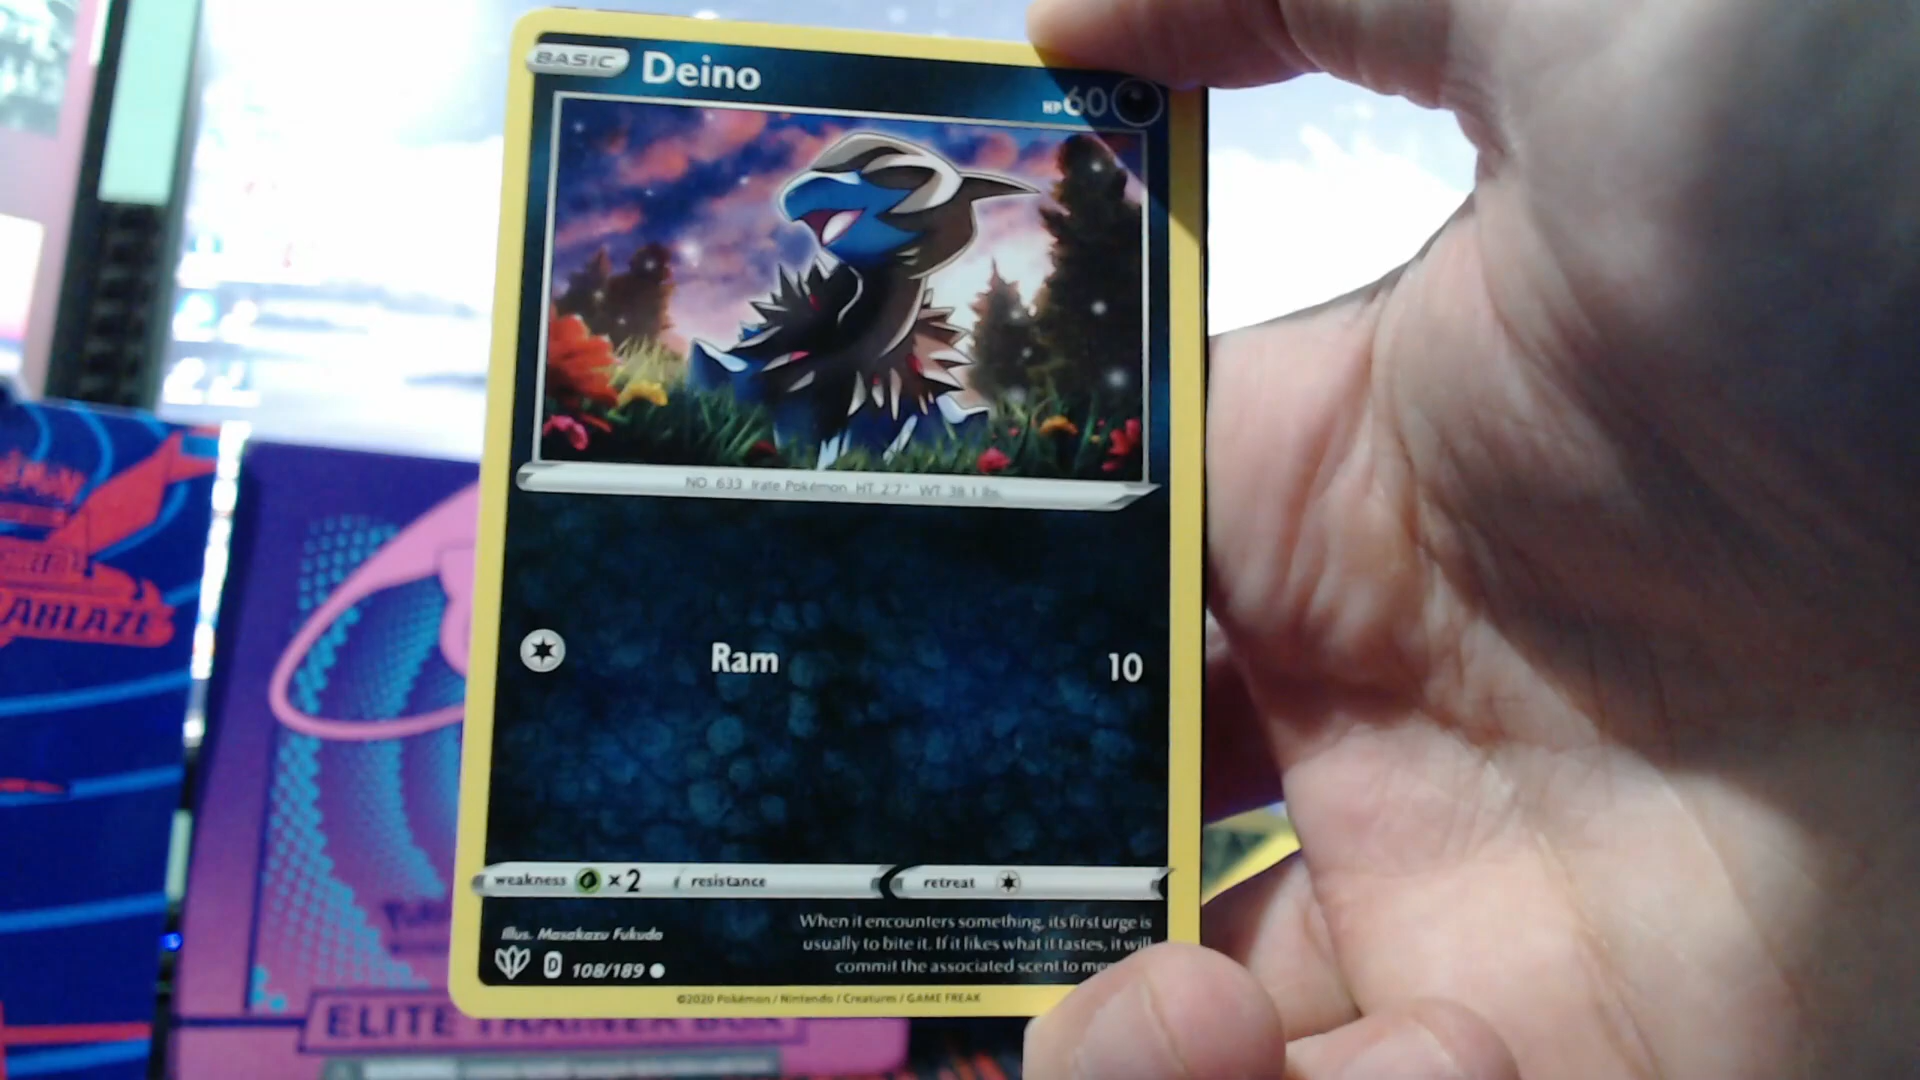 BASIC Deino HP 60
NO. 633 Irate Pokémon HT 2'7" WT 38.1 lbs.
Ram 10
weakness ×2 resistance retreat
Illus. Masakazu Fukuda
When it encounters something, its first urge is
usually to bite it. If it likes what it tastes, it will
commit the associated scent to
D 108/189
©2020 Pokémon / Nintendo / Creatures / GAME FREAK
ABLAZE
ELITE TRAINER BOX